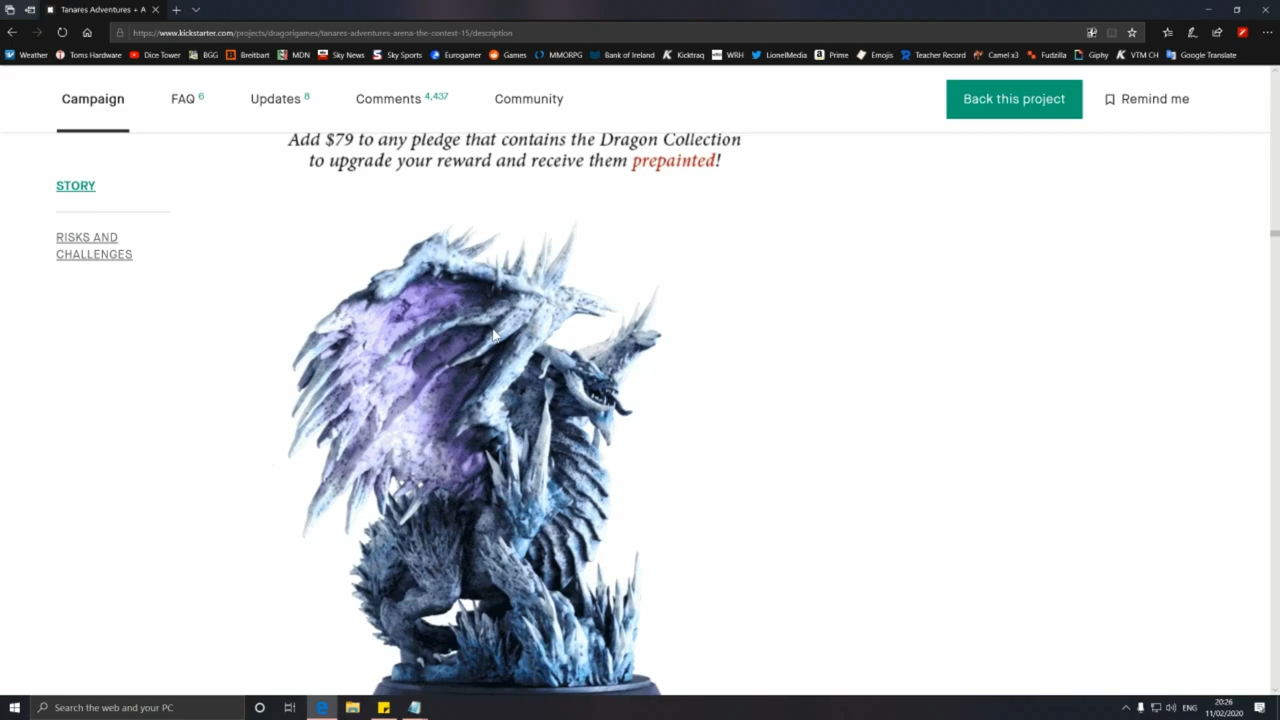 Tanares Adventures + A
https://www.kickstarter.com/projects/dragorigames/tanares-adventures-arena-the-contest-15/description
Weather Toms Hardware Dice Tower BGG Breitbart MDN Sky News Sky Sports Eurogamer Games MMORPG Bank of Ireland Kicktraq WRH LionelMedia Prime Emojis Teacher Record Camel x3 Fudzilla Giphy VTM CH Google Translate
Campaign FAQ 6 Updates 8 Comments 4,437 Community Back this project Remind me
Add $79 to any pledge that contains the Dragon Collection
to upgrade your reward and receive them prepainted!
STORY
RISKS AND
CHALLENGES
Search the web and your PC
ENG
20:26
11/02/2020